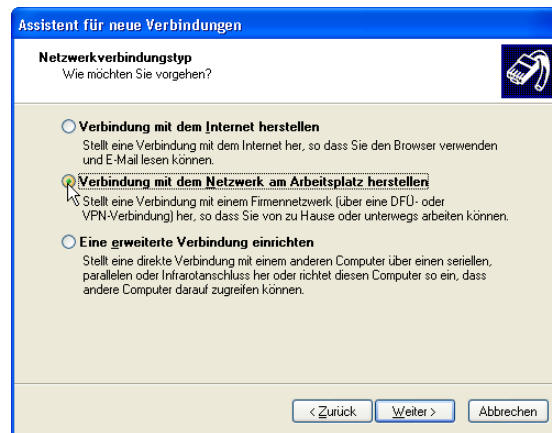 Assistent für neue Verbindungen
Netzwerkverbindungstyp
Wie möchten Sie vorgehen?
Verbindung mit dem Internet herstellen
Stellt eine Verbindung mit dem Internet her, so dass Sie den Browser verwenden
und E-Mail lesen können.
Verbindung mit dem Netzwerk am Arbeitsplatz herstellen
Stellt eine Verbindung mit einem Firmennetzwerk (über eine DFÜ- oder
VPN-Verbindung) her, so dass Sie von zu Hause oder unterwegs arbeiten können.
Eine erweiterte Verbindung einrichten
Stellt eine direkte Verbindung mit einem anderen Computer über einen seriellen,
parallelen oder Infrarotanschluss her oder richtet diesen Computer so ein, dass
andere Computer darauf zugreifen können.
< Zurück Weiter > Abbrechen